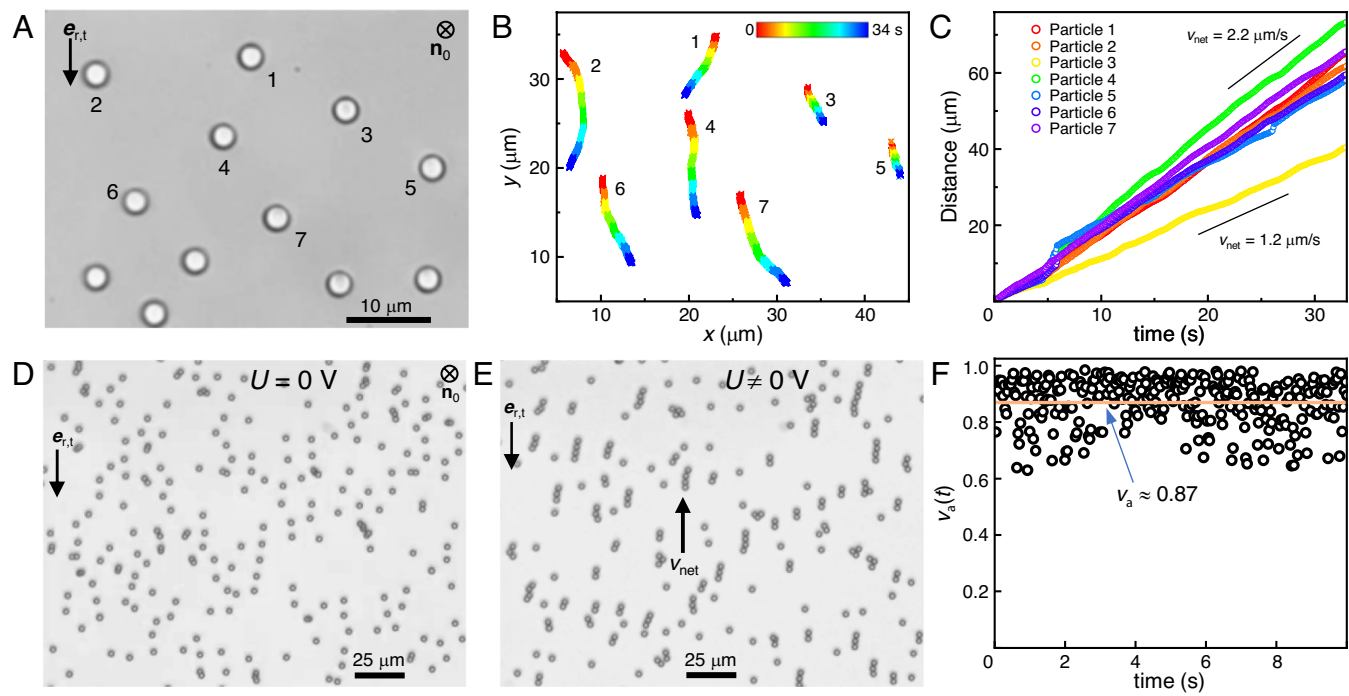 A
e_r,t
n_0
1
2
3
4
5
6
7
10 μm
B
0
34 s
1
2
3
4
5
6
7
30
20
10
y (μm)
10
20
30
40
x (μm)
C
Particle 1
Particle 2
Particle 3
Particle 4
Particle 5
Particle 6
Particle 7
v_net = 2.2 μm/s
v_net = 1.2 μm/s
60
40
20
Distance (μm)
0
10
20
30
time (s)
D
U = 0 V
n_0
e_r,t
25 μm
E
U ≠ 0 V
e_r,t
v_net
25 μm
F
1.0
0.8
0.6
0.4
0.2
v_a(t)
v_a ≈ 0.87
0
2
4
6
8
time (s)